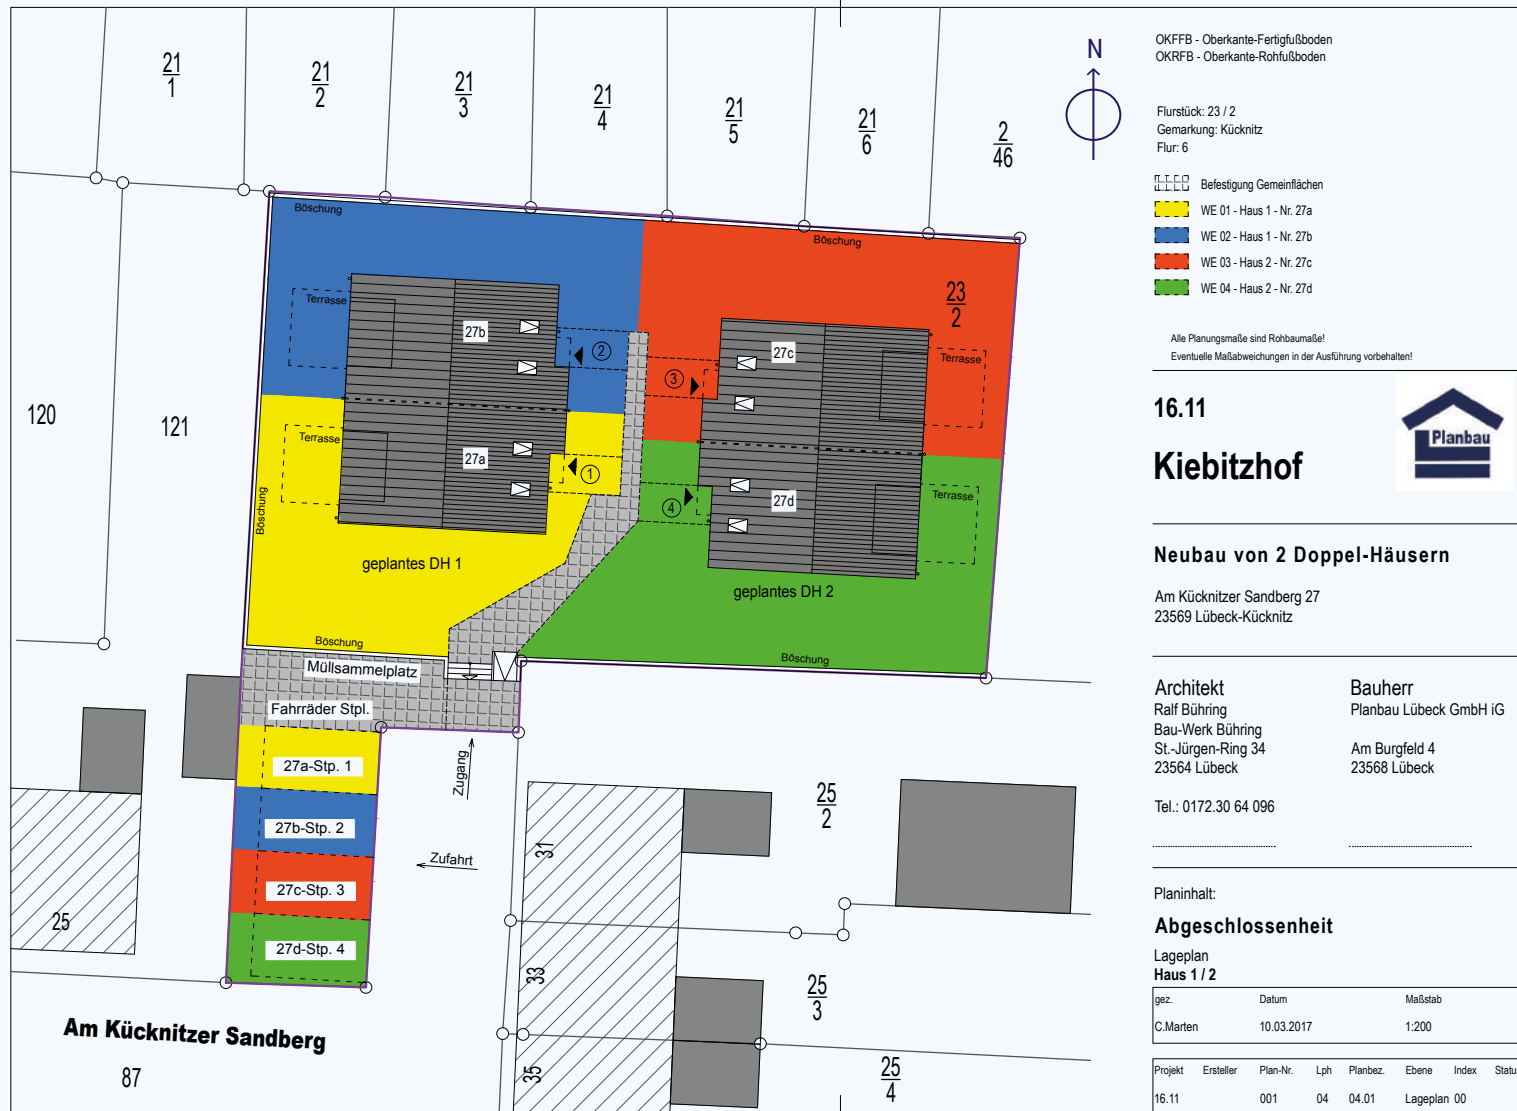 21
1
21
2
21
3
21
4
21
5
21
6
2
46
N
Böschung
Böschung
23
2
Terrasse
27b
2
27c
3
Terrasse
120
121
Terrasse
27a
1
27d
4
Terrasse
Böschung
geplantes DH 1
geplantes DH 2
Böschung
Böschung
Müllsammelplatz
Fahrräder Stpl.
27a-Stp. 1
27b-Stp. 2
27c-Stp. 3
27d-Stp. 4
Zugang
Zufahrt
25
31
33
35
25
2
25
3
25
4
Am Kücknitzer Sandberg
87
OKFFB - Oberkante-Fertigfußboden
OKRFB - Oberkante-Rohfußboden
Flurstück: 23 / 2
Gemarkung: Kücknitz
Flur: 6
Befestigung Gemeinflächen
WE 01 - Haus 1 - Nr. 27a
WE 02 - Haus 1 - Nr. 27b
WE 03 - Haus 2 - Nr. 27c
WE 04 - Haus 2 - Nr. 27d
Alle Planungsmaße sind Rohbaumaße!
Eventuelle Maßabweichungen in der Ausführung vorbehalten!
16.11
Kiebitzhof
Planbau
Neubau von 2 Doppel-Häusern
Am Kücknitzer Sandberg 27
23569 Lübeck-Kücknitz
Architekt
Ralf Bühring
Bau-Werk Bühring
St.-Jürgen-Ring 34
23564 Lübeck
Tel.: 0172.30 64 096
Bauherr
Planbau Lübeck GmbH iG
Am Burgfeld 4
23568 Lübeck
Planinhalt:
Abgeschlossenheit
Lageplan
Haus 1 / 2
gez. Datum Maßstab
C.Marten 10.03.2017 1:200
Projekt Ersteller Plan-Nr. Lph Planbez. Ebene Index Statu
16.11 001 04 04.01 Lageplan 00